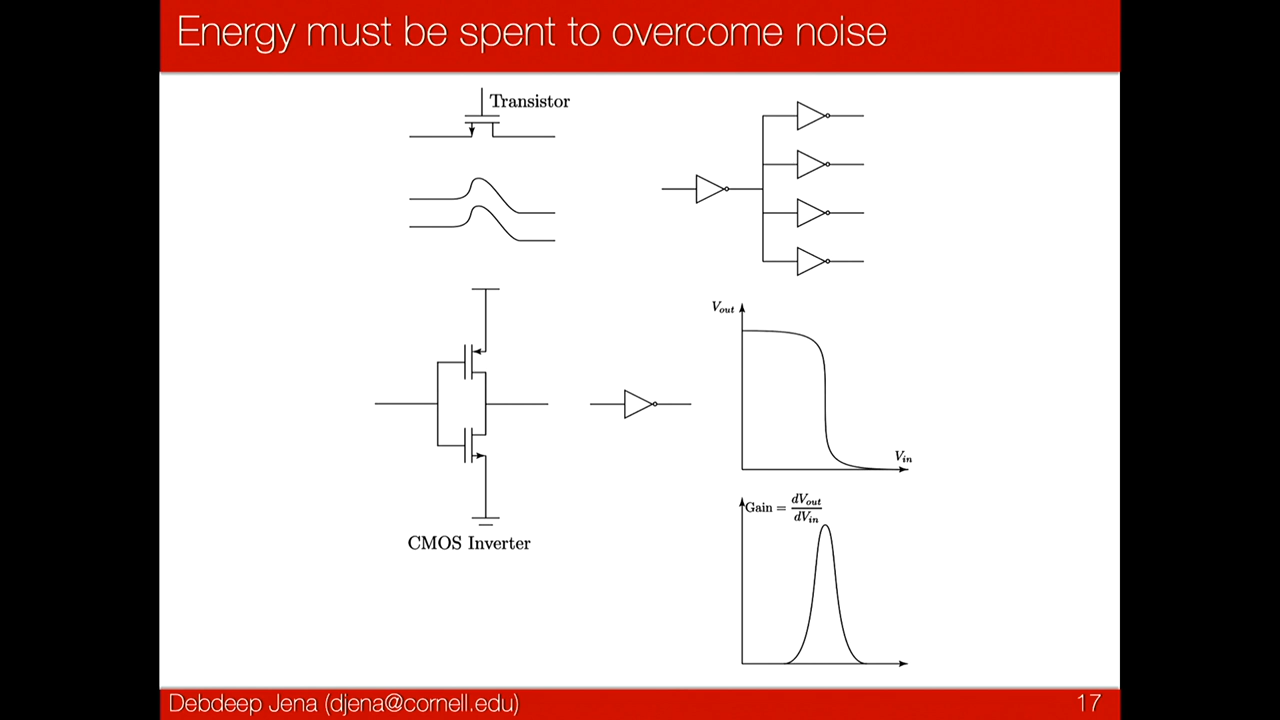 Energy must be spent to overcome noise
Transistor
V_out
V_in
CMOS Inverter
Gain = dV_out/dV_in
Debdeep Jena (djena@cornell.edu)
17